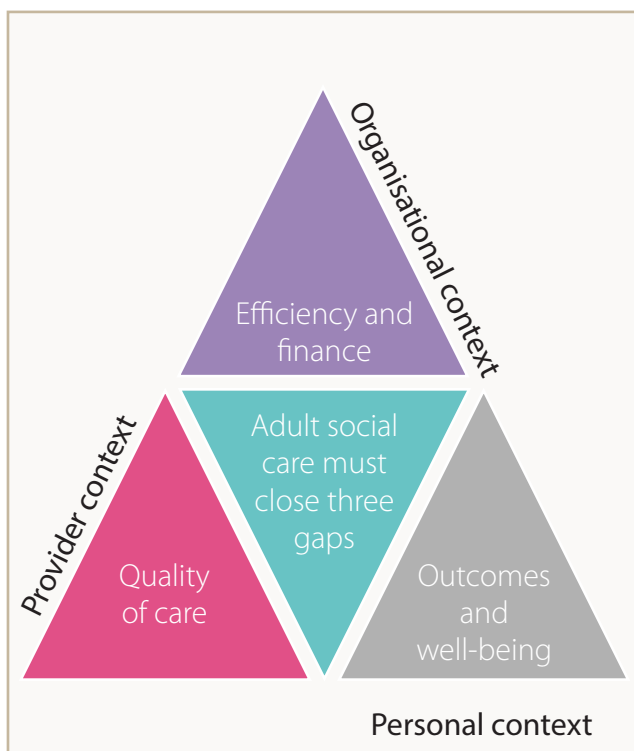 Organisational context
Efficiency and
finance
Provider context
Adult social
care must
close three
gaps
Quality
of care
Outcomes
and
well-being
Personal context